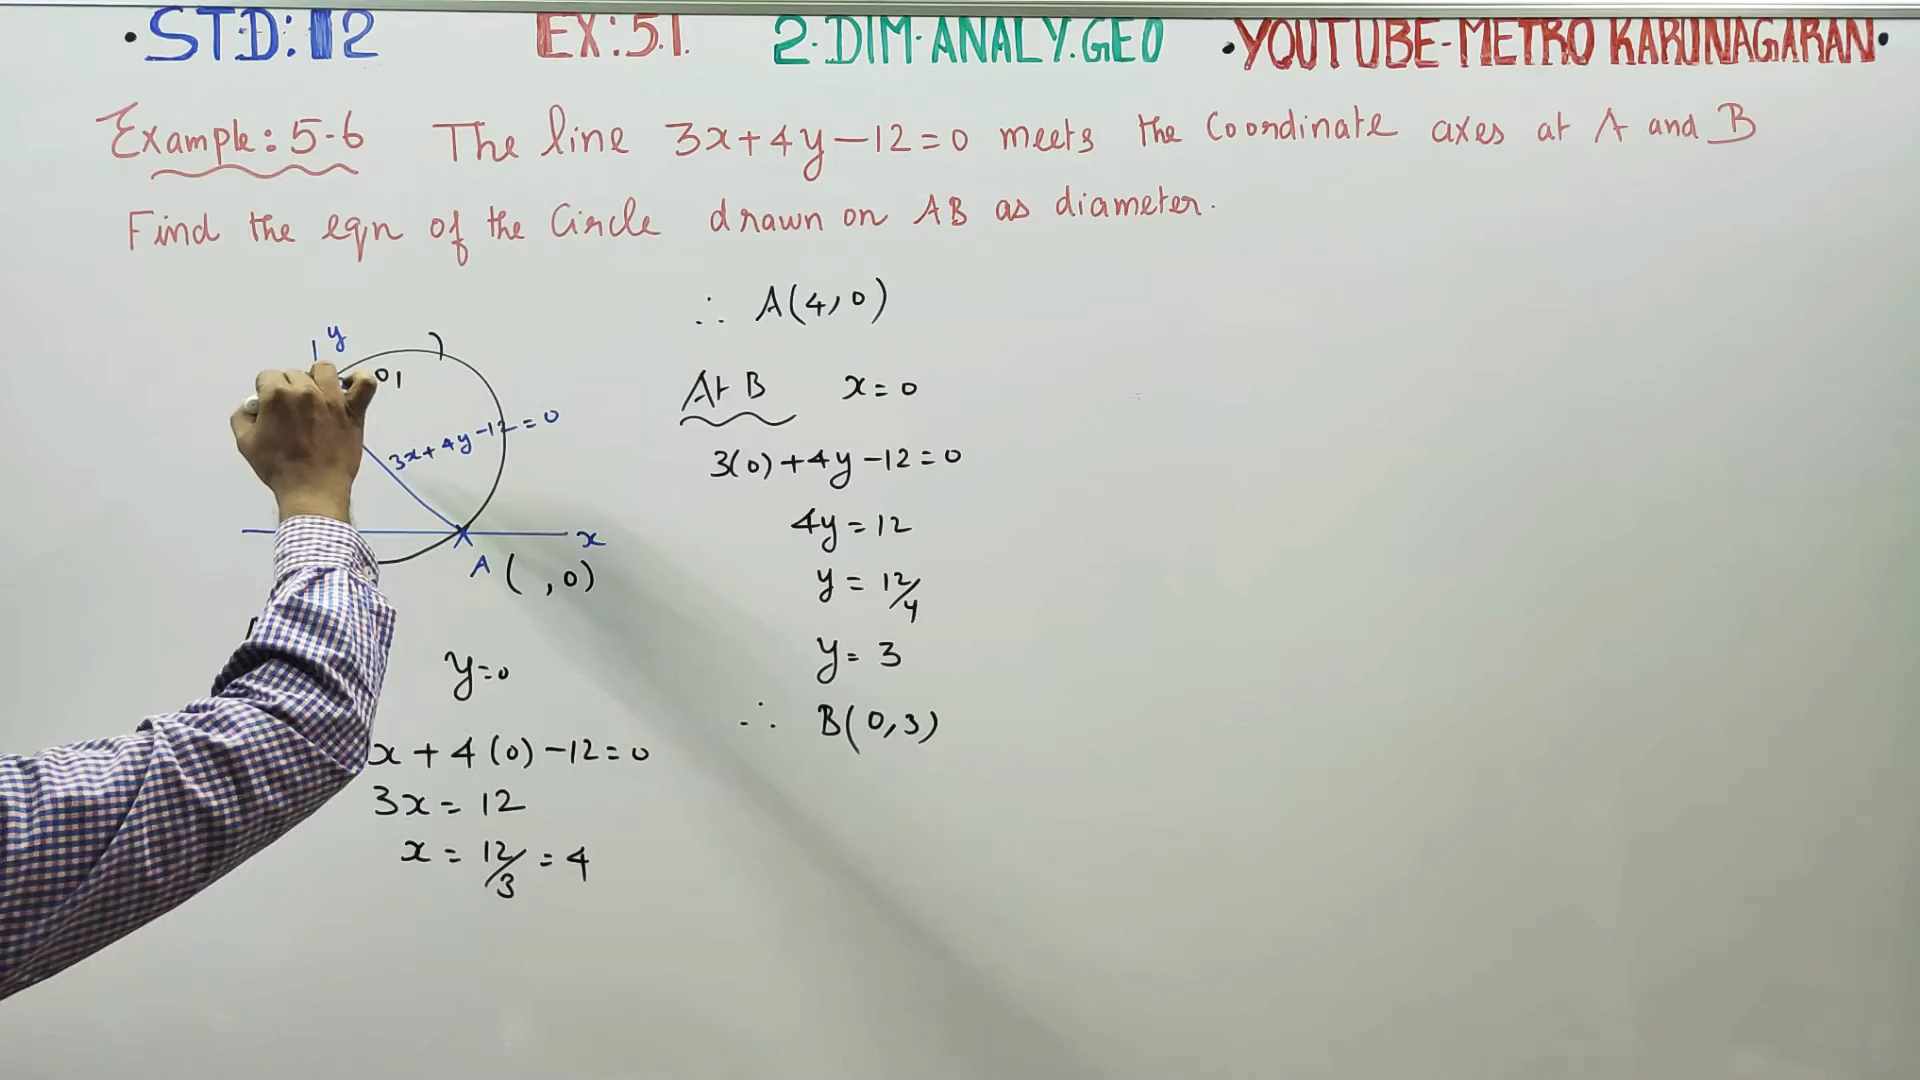 •STD:12 EX:5.1. 2-DIM-ANALY.GEO •YOUTUBE-METRO KARUNAGARAN•
Example: 5-6 The line 3x+4y-12=0 meets the Coordinate axes at A and B
Find the eqn of the Circle drawn on AB as diameter.
y
3x+4y-12=0
x
A ( ,0)
y=0
x+4(0)-12=0
3x=12
x=12/3=4
∴ A(4,0)
At B x=0
3(0)+4y-12=0
4y=12
y=12/4
y=3
∴ B(0,3)